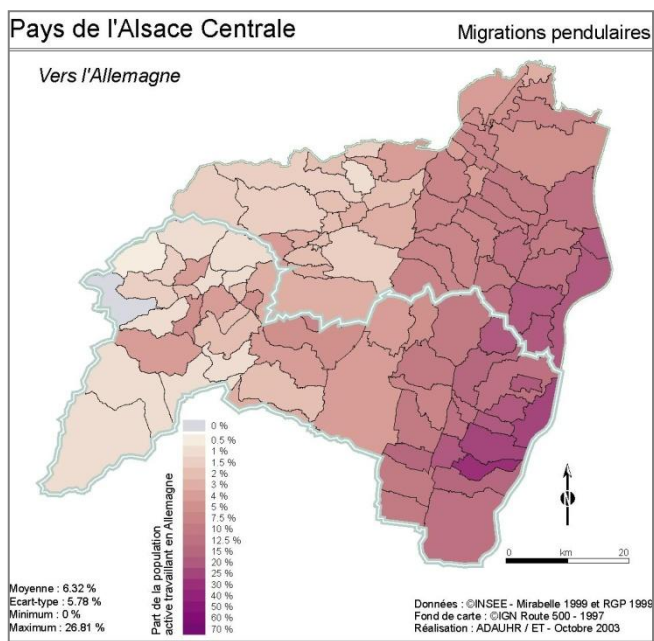 Pays de l'Alsace Centrale
Migrations pendulaires
Vers l'Allemagne
Part de la population
active travaillant en Allemagne
0 %
0.5 %
1 %
1.5 %
2 %
3 %
4 %
5 %
7.5 %
10 %
12.5 %
15 %
20 %
25 %
30 %
40 %
50 %
60 %
70 %
N
0 km 20
Moyenne : 6.32 %
Ecart-type : 5.78 %
Minimum : 0 %
Maximum : 26.81 %
Données : ©INSEE - Mirabelle 1999 et RGP 1999
Fond de carte : ©IGN Route 500 - 1997
Réalisation : ADAUHR / ET - Octobre 2003